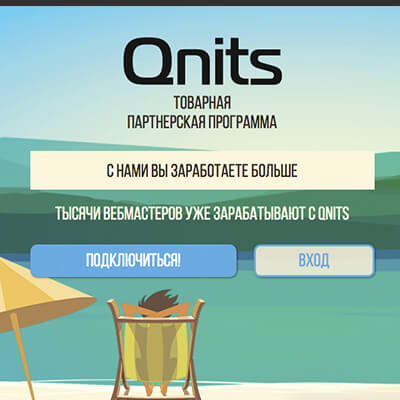 Qnits
ТОВАРНАЯ
ПАРТНЕРСКАЯ ПРОГРАММА
С НАМИ ВЫ ЗАРАБОТАЕТЕ БОЛЬШЕ
ТЫСЯЧИ ВЕБМАСТЕРОВ УЖЕ ЗАРАБАТЫВАЮТ С QNITS
ПОДКЛЮЧИТЬСЯ!
ВХОД